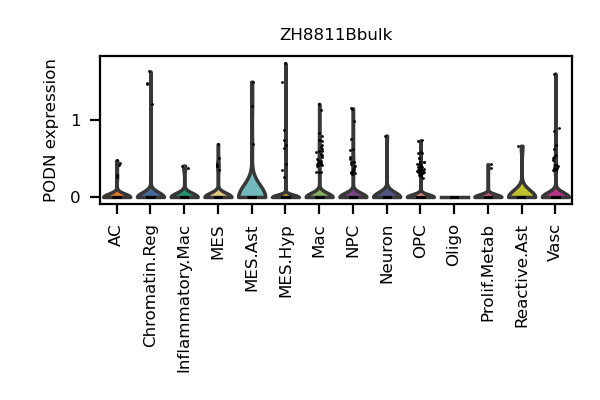 ZH8811Bbulk
PODN expression
1
0
AC
Chromatin.Reg
Inflammatory.Mac
MES
MES.Ast
MES.Hyp
Mac
NPC
Neuron
OPC
Oligo
Prolif.Metab
Reactive.Ast
Vasc